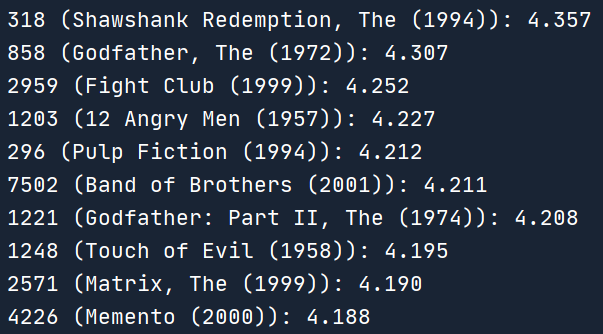 318 (Shawshank Redemption, The (1994)): 4.357
858 (Godfather, The (1972)): 4.307
2959 (Fight Club (1999)): 4.252
1203 (12 Angry Men (1957)): 4.227
296 (Pulp Fiction (1994)): 4.212
7502 (Band of Brothers (2001)): 4.211
1221 (Godfather: Part II, The (1974)): 4.208
1248 (Touch of Evil (1958)): 4.195
2571 (Matrix, The (1999)): 4.190
4226 (Memento (2000)): 4.188